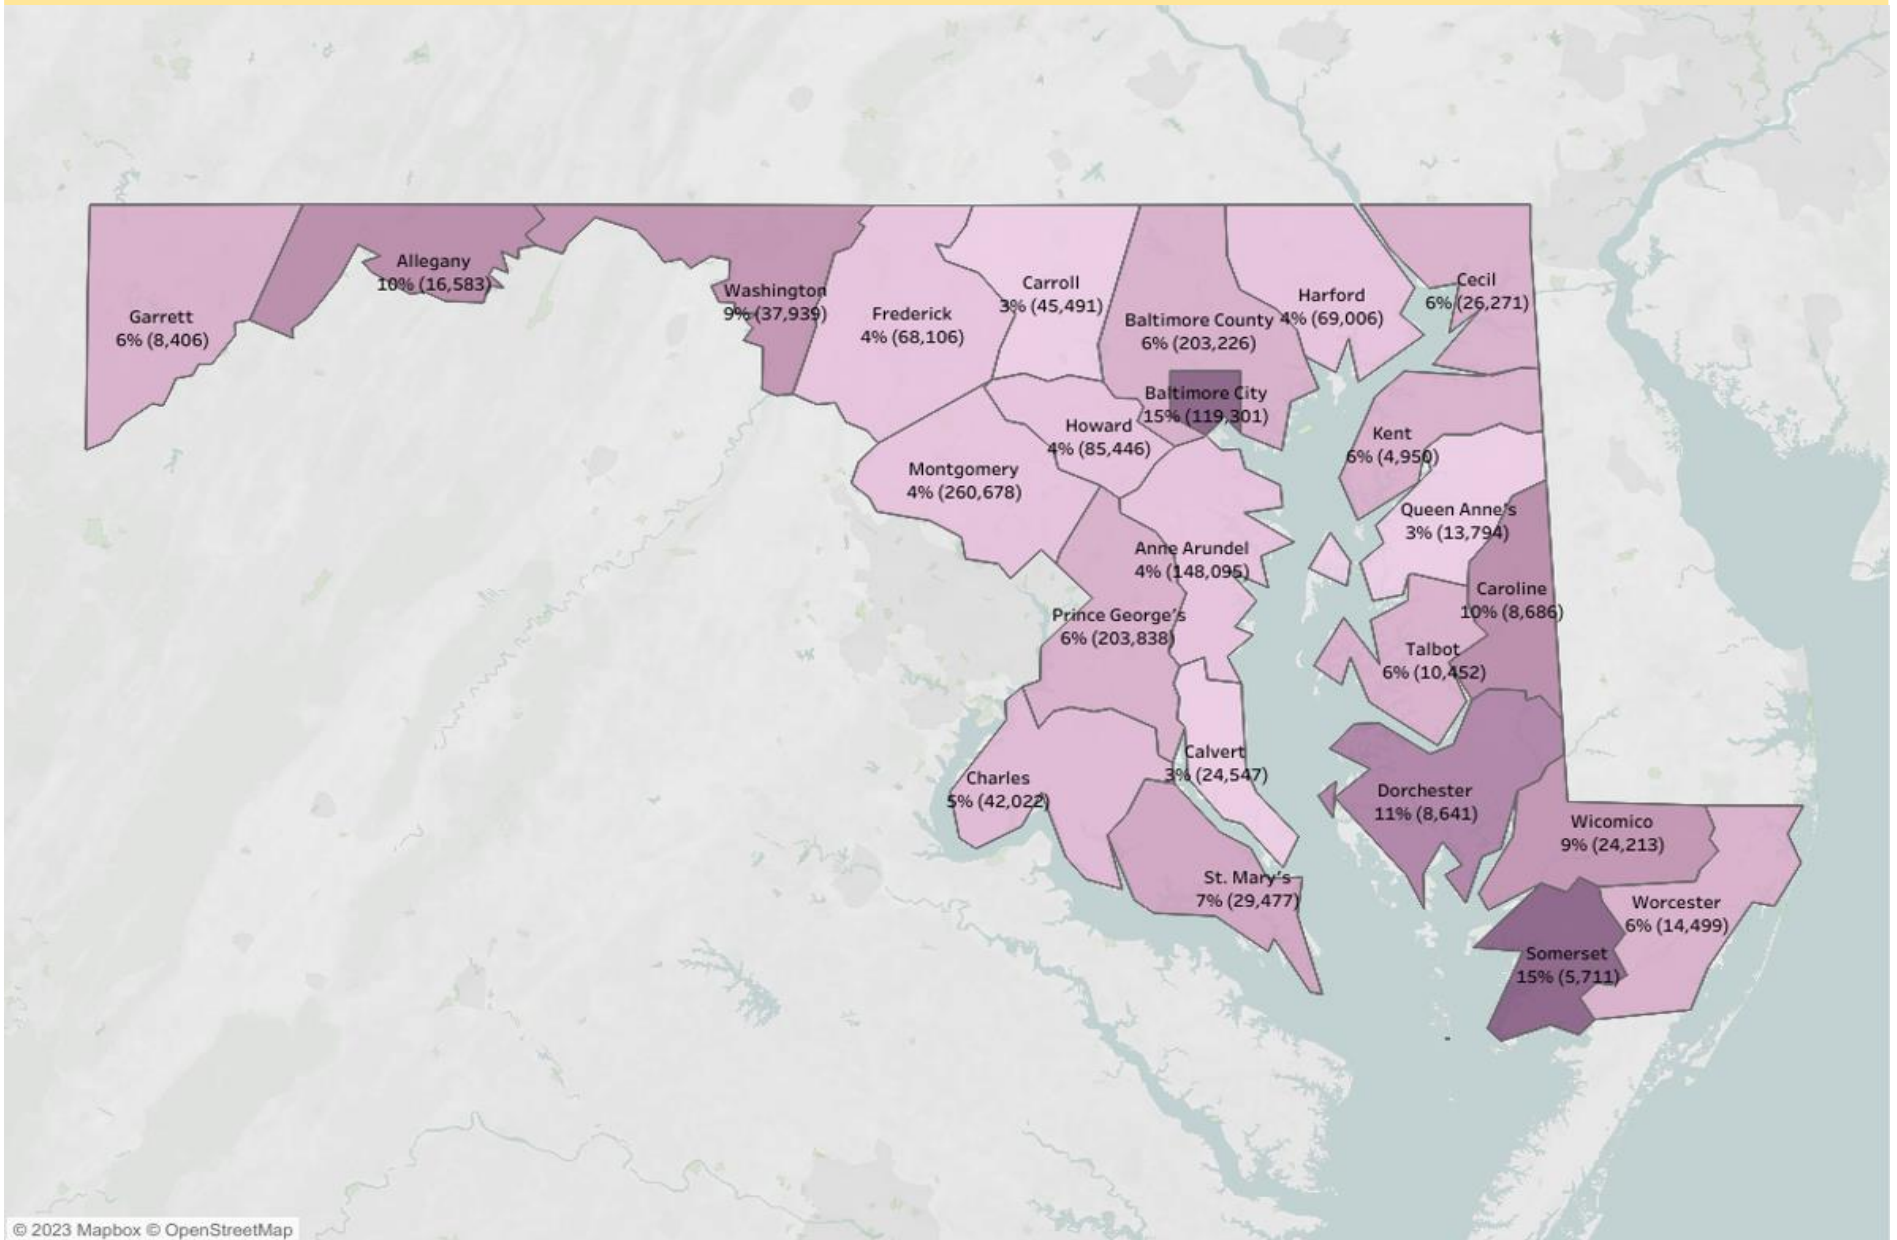 Garrett
6% (8,406)
Allegany
10% (16,583)
Washington
9% (37,939)
Frederick
4% (68,106)
Carroll
3% (45,491)
Baltimore County
6% (203,226)
Harford
4% (69,006)
Cecil
6% (26,271)
Baltimore City
15% (119,301)
Howard
4% (85,446)
Kent
6% (4,950)
Montgomery
4% (260,678)
Queen Anne's
3% (13,794)
Anne Arundel
4% (148,095)
Caroline
10% (8,686)
Prince George's
6% (203,838)
Talbot
6% (10,452)
Calvert
3% (24,547)
Charles
5% (42,022)
Dorchester
11% (8,641)
Wicomico
9% (24,213)
St. Mary's
7% (29,477)
Worcester
6% (14,499)
Somerset
15% (5,711)
© 2023 Mapbox © OpenStreetMap